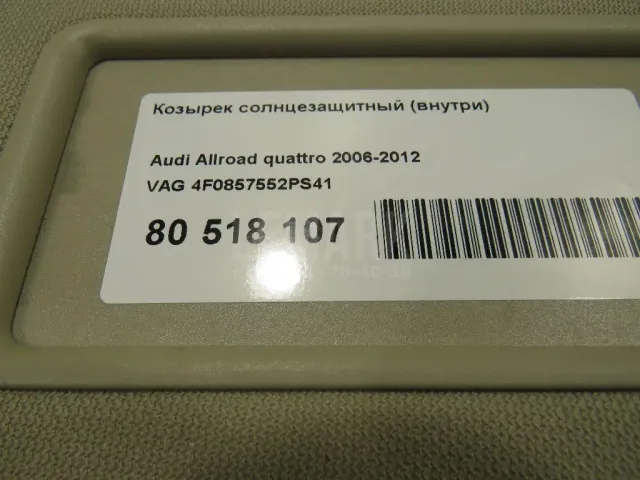 Козырек солнцезащитный (внутри)
Audi Allroad quattro 2006-2012
VAG 4F0857552PS41
80 518 107